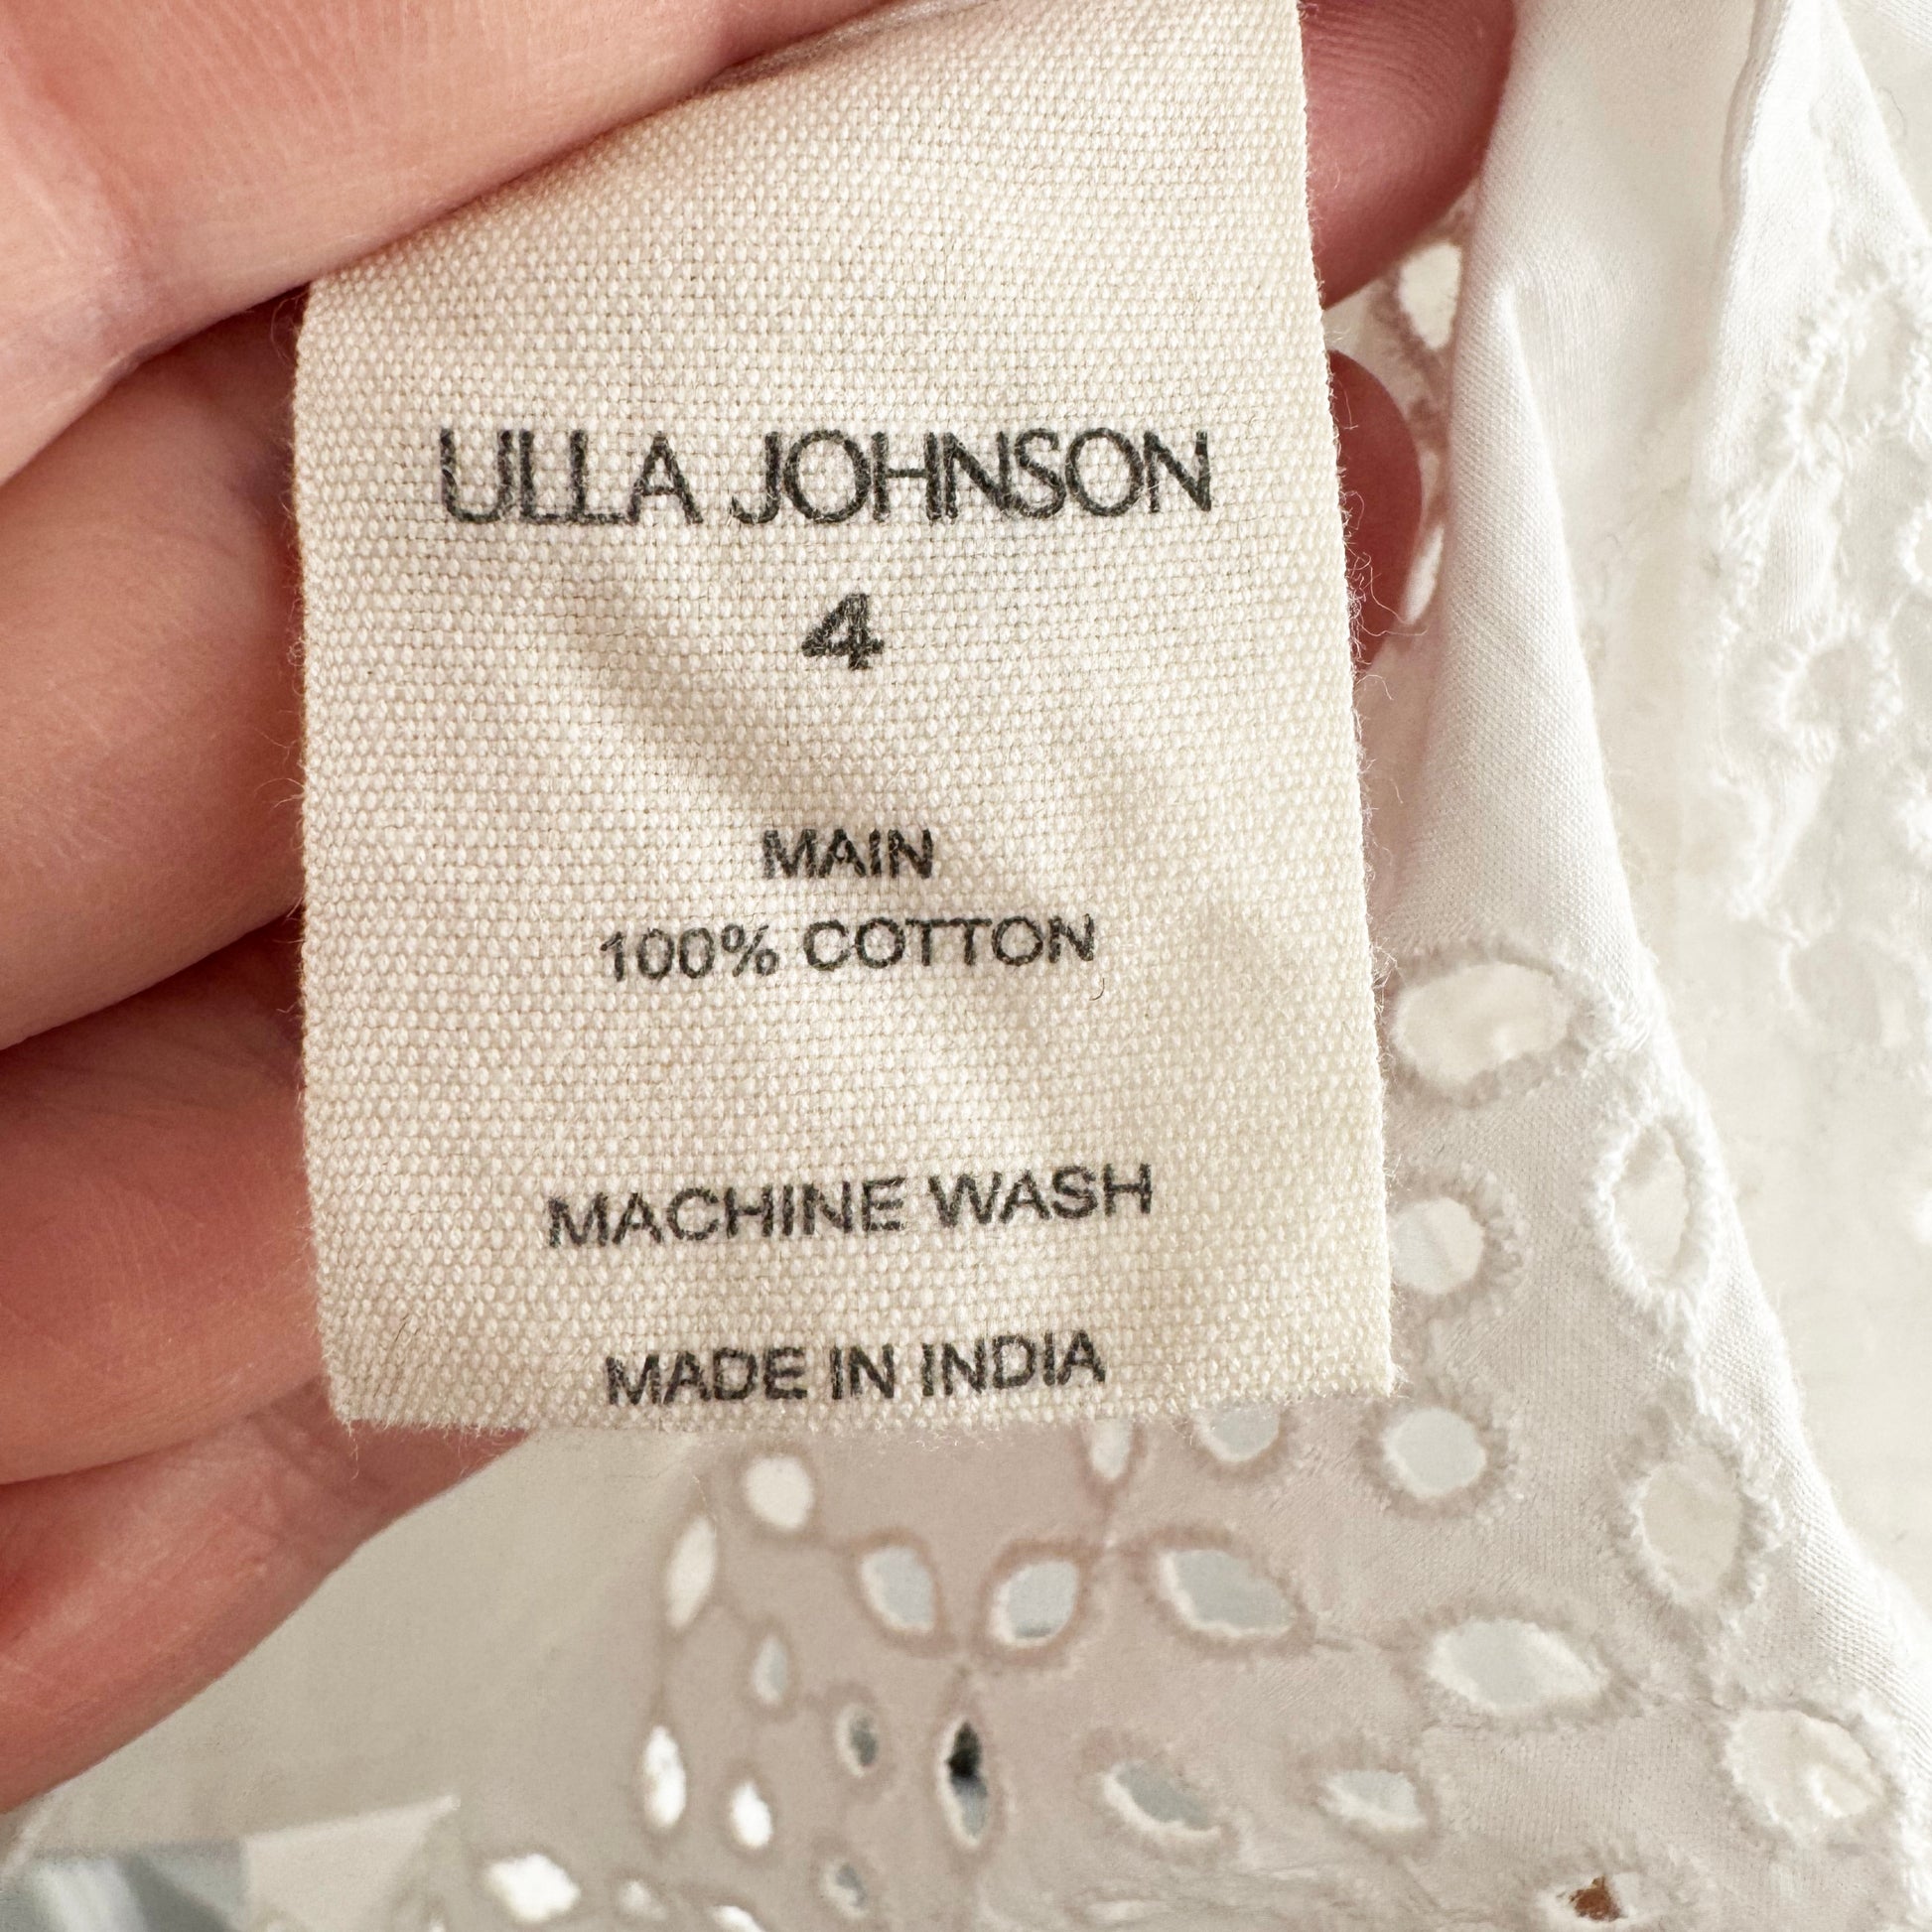 ULLA JOHNSON
4
MAIN
100% COTTON
MACHINE WASH
MADE IN INDIA